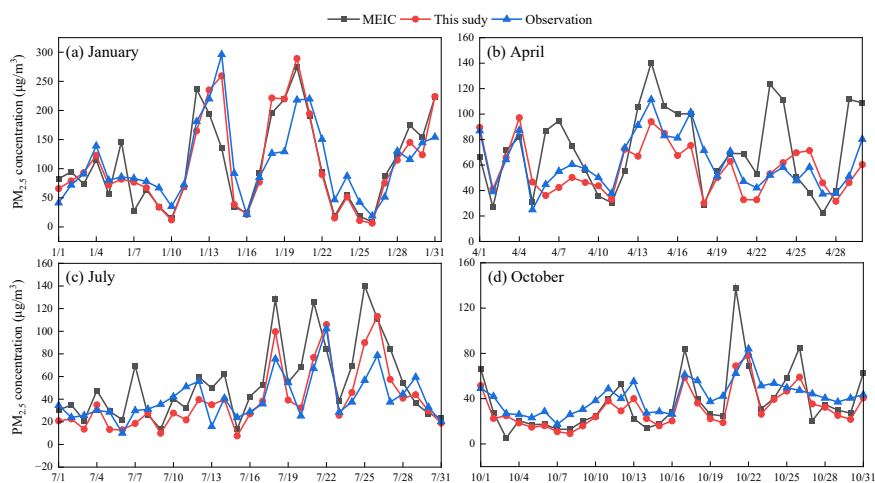 MEIC This sudy Observation
(a) January
(b) April
PM2.5 concentration (μg/m³)
300
250
200
150
100
50
0
160
140
120
100
80
60
40
20
0
1/1 1/4 1/7 1/10 1/13 1/16 1/19 1/22 1/25 1/28 1/31
4/1 4/4 4/7 4/10 4/13 4/16 4/19 4/22 4/25 4/28
(c) July
(d) October
PM2.5 concentration (μg/m³)
160
140
120
100
80
60
40
20
0
−20
160
120
80
40
0
7/1 7/4 7/7 7/10 7/13 7/16 7/19 7/22 7/25 7/28 7/31
10/1 10/4 10/7 10/10 10/13 10/16 10/19 10/22 10/25 10/28 10/31